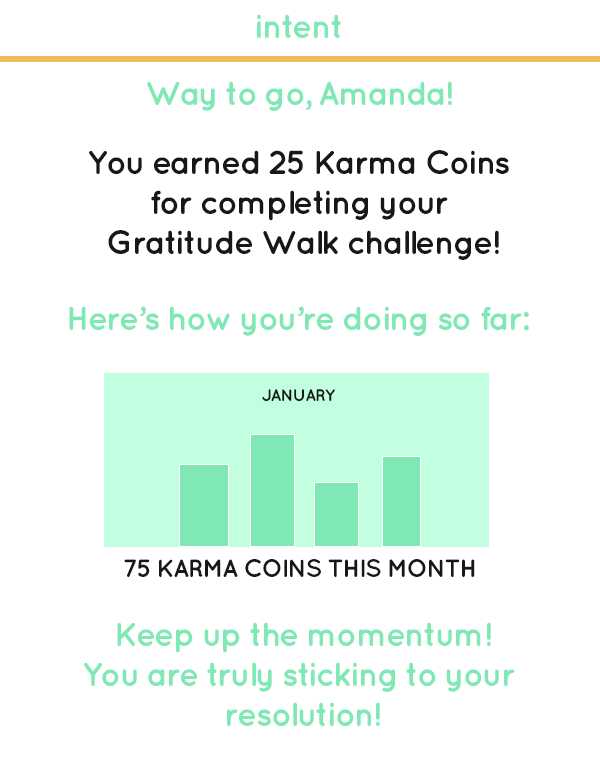 intent
Way to go, Amanda!
You earned 25 Karma Coins
for completing your
Gratitude Walk challenge!
Here's how you're doing so far:
JANUARY
75 KARMA COINS THIS MONTH
Keep up the momentum!
You are truly sticking to your
resolution!